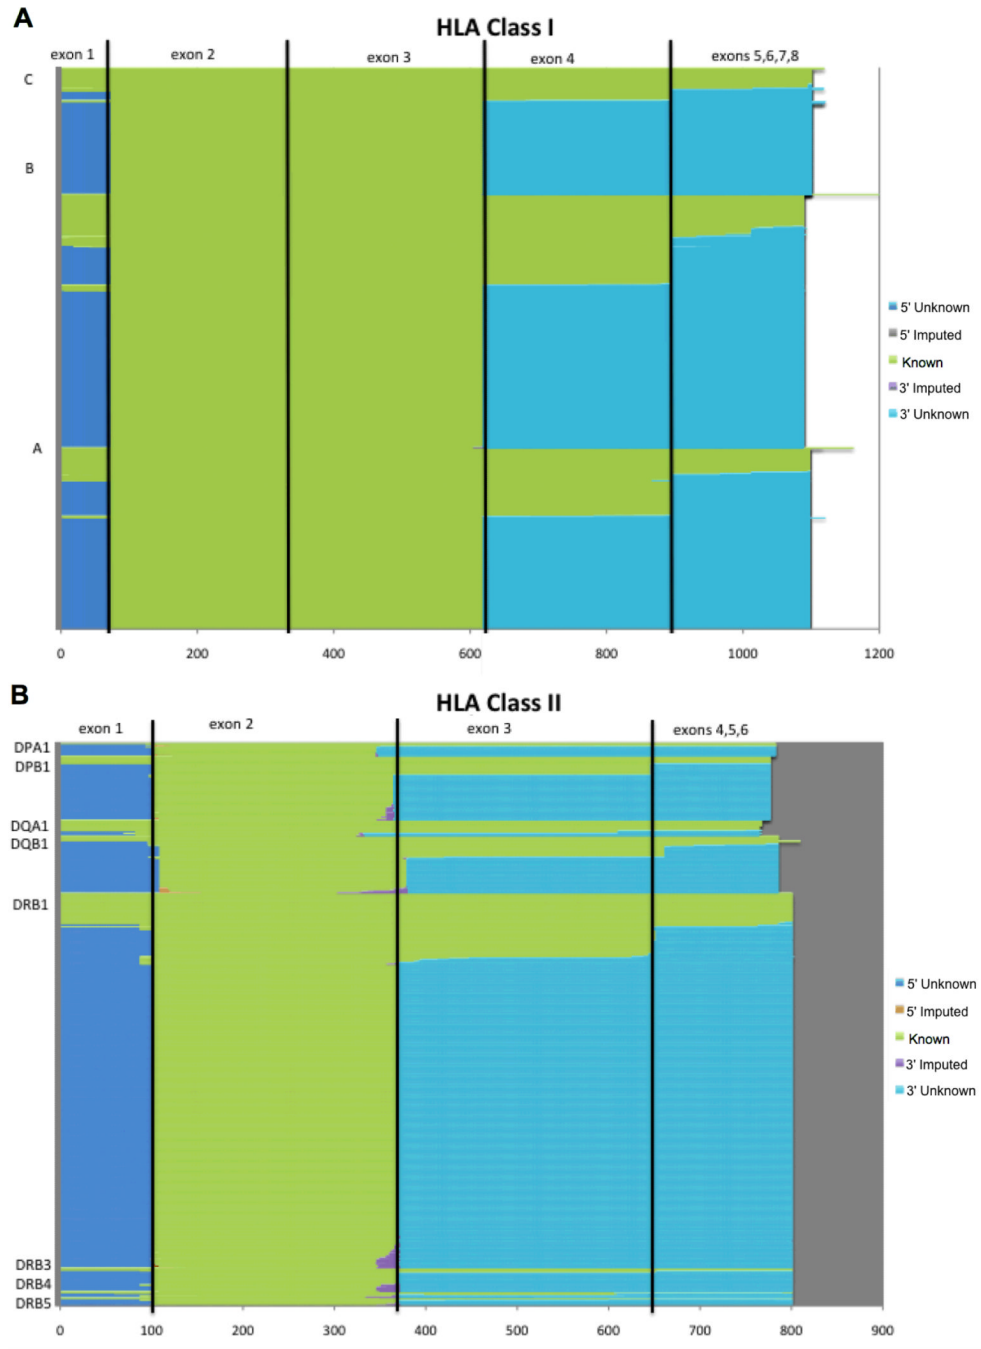 A
HLA Class I
exon 1 exon 2 exon 3 exon 4 exons 5,6,7,8
C
B
A
5' Unknown
5' Imputed
Known
3' Imputed
3' Unknown
0 200 400 600 800 1000 1200
B
HLA Class II
exon 1 exon 2 exon 3 exons 4,5,6
DPA1
DPB1
DQA1
DQB1
DRB1
5' Unknown
5' Imputed
Known
3' Imputed
3' Unknown
DRB3
DRB4
DRB5
0 100 200 300 400 500 600 700 800 900